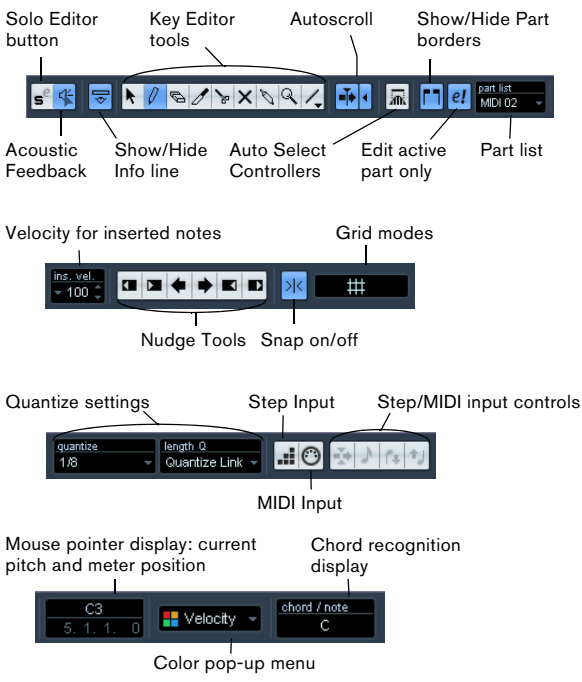 Solo Editor
button
Key Editor
tools
Autoscroll
Show/Hide Part
borders
s e
e!
part list
MIDI 02
Acoustic
Feedback
Show/Hide
Info line
Auto Select
Controllers
Edit active
part only
Part list
Velocity for inserted notes
Grid modes
ins. vel.
100
Nudge Tools
Snap on/off
Quantize settings
Step Input
Step/MIDI input controls
quantize
1/8
length Q
Quantize Link
MIDI Input
Mouse pointer display: current
pitch and meter position
Chord recognition
display
C3
5. 1. 1. 0
Velocity
chord / note
C
Color pop-up menu